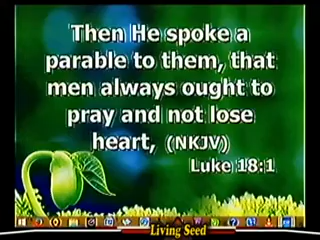 Then He spoke a
parable to them, that
men always ought to
pray and not lose
heart, (NKJV)
Luke 18:1
Living Seed